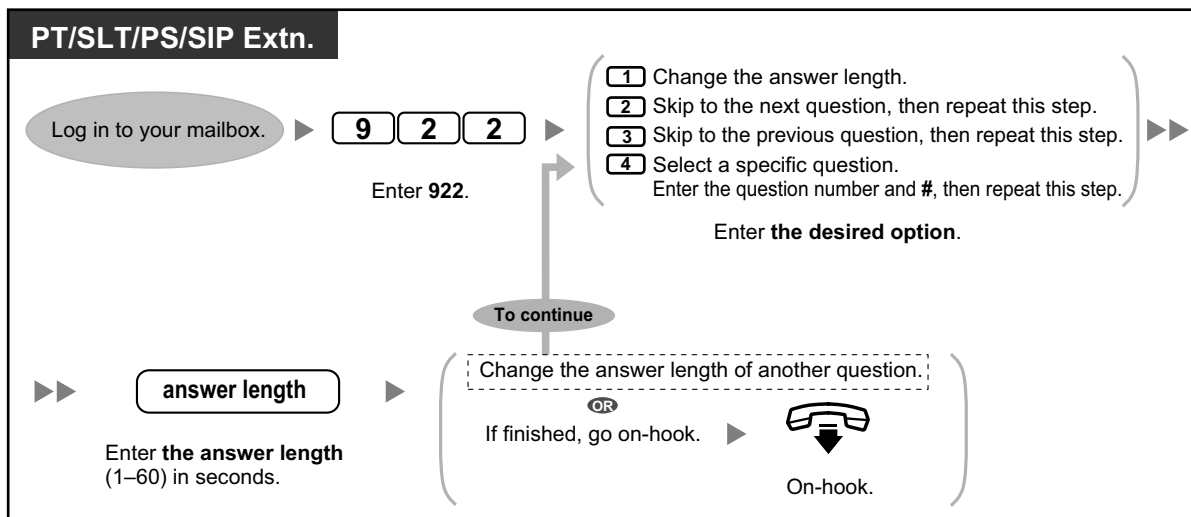 PT/SLT/PS/SIP Extn.
Log in to your mailbox.
9 2 2
Enter 922.
1 Change the answer length.
2 Skip to the next question, then repeat this step.
3 Skip to the previous question, then repeat this step.
4 Select a specific question.
Enter the question number and #, then repeat this step.
Enter the desired option.
To continue
answer length
Enter the answer length
(1–60) in seconds.
Change the answer length of another question.
OR
If finished, go on-hook.
On-hook.